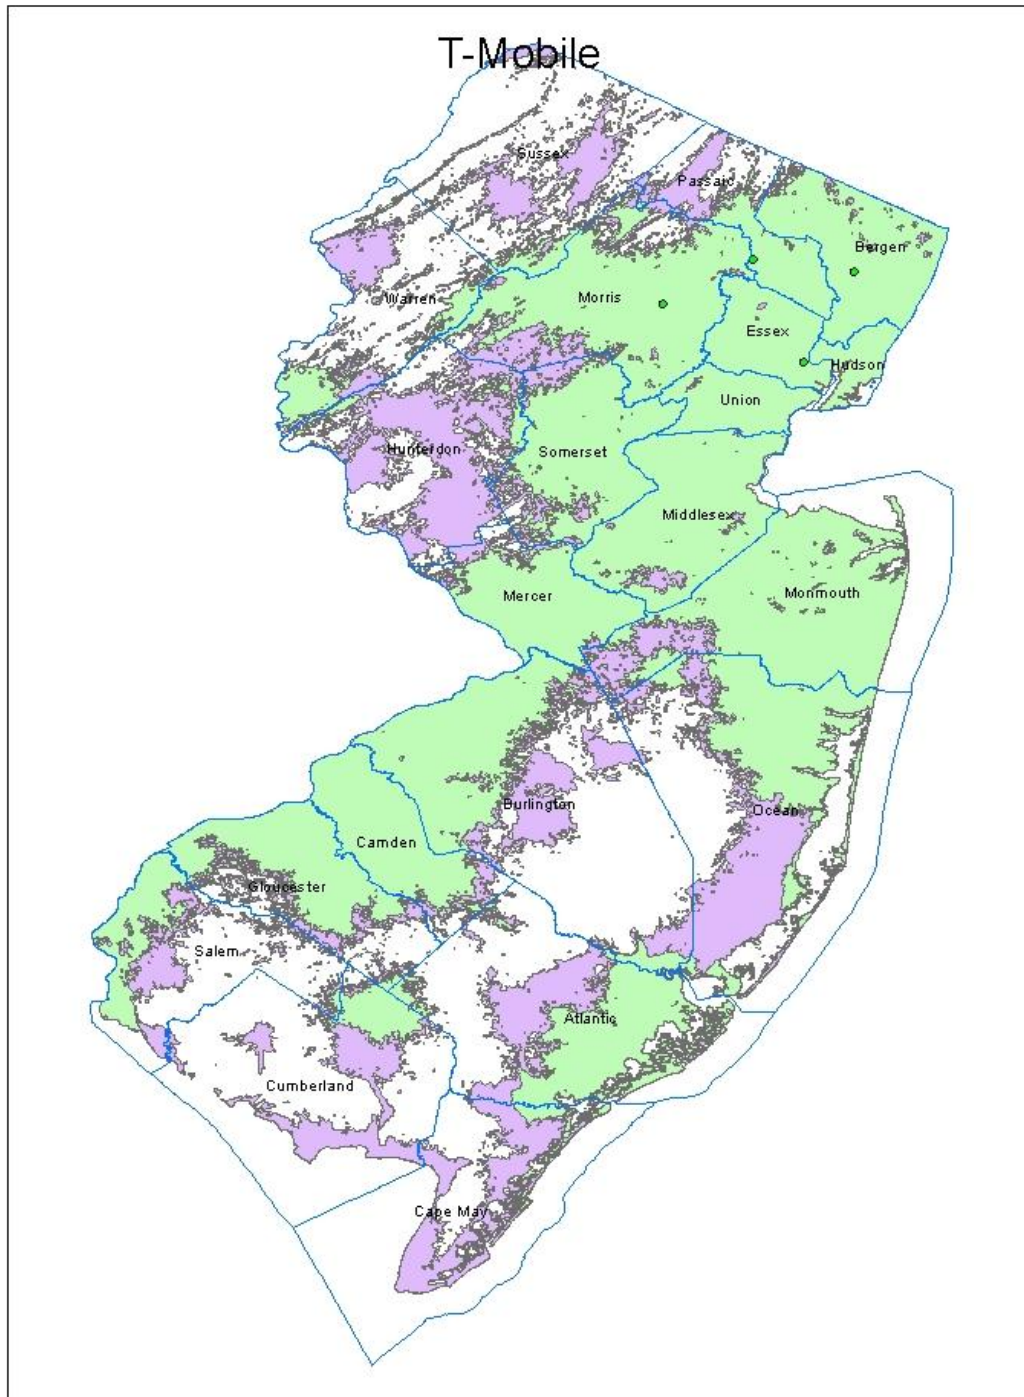 T-Mobile
Sussex
Passaic
Bergen
Warren
Morris
Essex
Hudson
Union
Hunterdon
Somerset
Middlesex
Mercer
Monmouth
Burlington
Ocean
Camden
Gloucester
Salem
Atlantic
Cumberland
Cape May